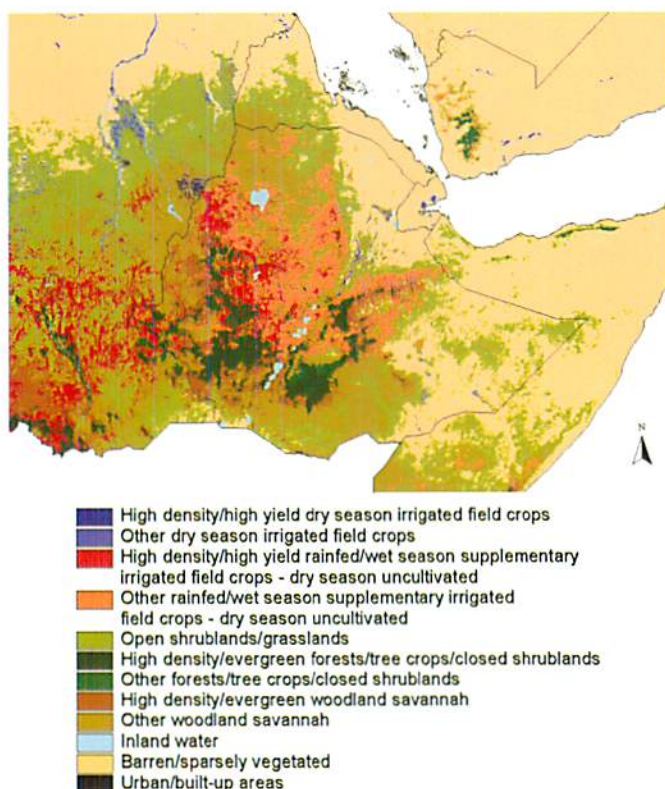 N
High density/high yield dry season irrigated field crops
Other dry season irrigated field crops
High density/high yield rainfed/wet season supplementary
irrigated field crops - dry season uncultivated
Other rainfed/wet season supplementary irrigated
field crops - dry season uncultivated
Open shrublands/grasslands
High density/evergreen forests/tree crops/closed shrublands
Other forests/tree crops/closed shrublands
High density/evergreen woodland savannah
Other woodland savannah
Inland water
Barren/sparsely vegetated
Urban/built-up areas